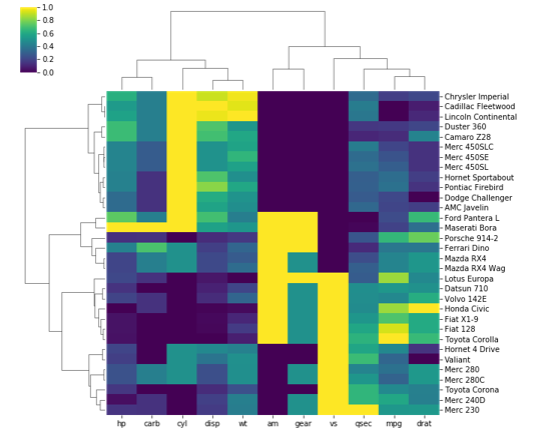 1.0
0.8
0.6
0.4
0.2
0.0
Chrysler Imperial
Cadillac Fleetwood
Lincoln Continental
Duster 360
Camaro Z28
Merc 450SLC
Merc 450SE
Merc 450SL
Hornet Sportabout
Pontiac Firebird
Dodge Challenger
AMC Javelin
Ford Pantera L
Maserati Bora
Porsche 914-2
Ferrari Dino
Mazda RX4
Mazda RX4 Wag
Lotus Europa
Datsun 710
Volvo 142E
Honda Civic
Fiat X1-9
Fiat 128
Toyota Corolla
Hornet 4 Drive
Valiant
Merc 280
Merc 280C
Toyota Corona
Merc 240D
Merc 230
hp carb cyl disp wt am gear vs qsec mpg drat